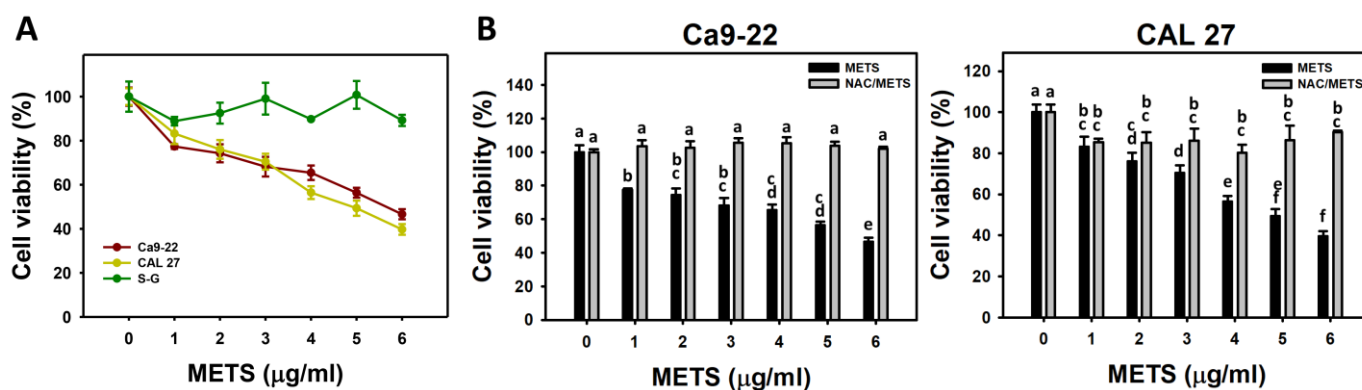 A
Cell viability (%)
100
80
60
40
20
0
Ca9-22
CAL 27
S-G
0 1 2 3 4 5 6
METS (μg/ml)
B
Ca9-22
Cell viability (%)
140
120
100
80
60
40
20
0
METS
NAC/METS
a a
b a
b c a
b c a
c d a
c d a
e a
0 1 2 3 4 5 6
METS (μg/ml)
CAL 27
Cell viability (%)
120
100
80
60
40
20
0
METS
NAC/METS
a a
b c b c
c d b c
d b c
e b c
e f b c
f b c
0 1 2 3 4 5 6
METS (μg/ml)